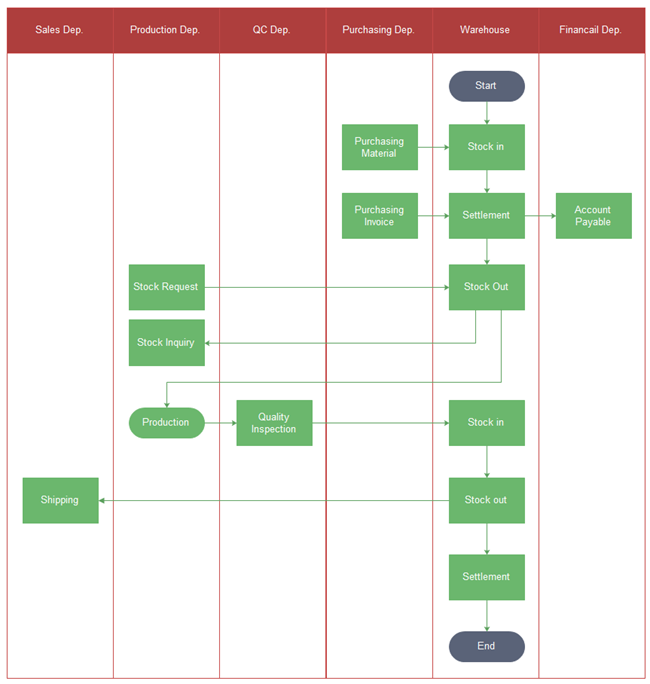 Sales Dep.
Production Dep.
QC Dep.
Purchasing Dep.
Warehouse
Financail Dep.
Start
Purchasing
Material
Stock in
Purchasing
Invoice
Settlement
Account
Payable
Stock Request
Stock Out
Stock Inquiry
Production
Quality
Inspection
Stock in
Shipping
Stock out
Settlement
End